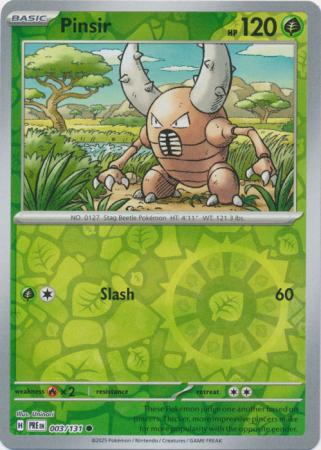 BASIC
Pinsir
HP 120
NO. 0127 Stag Beetle Pokémon HT: 4'11" WT: 121.3 lbs.
Slash 60
weakness ×2 resistance retreat
Illus. Uninori
H PRE EN 003/131
These Pokémon judge one another based on
pincers. Thicker, more impressive pincers make
for more popularity with the opposite gender.
©2025 Pokémon / Nintendo / Creatures / GAME FREAK